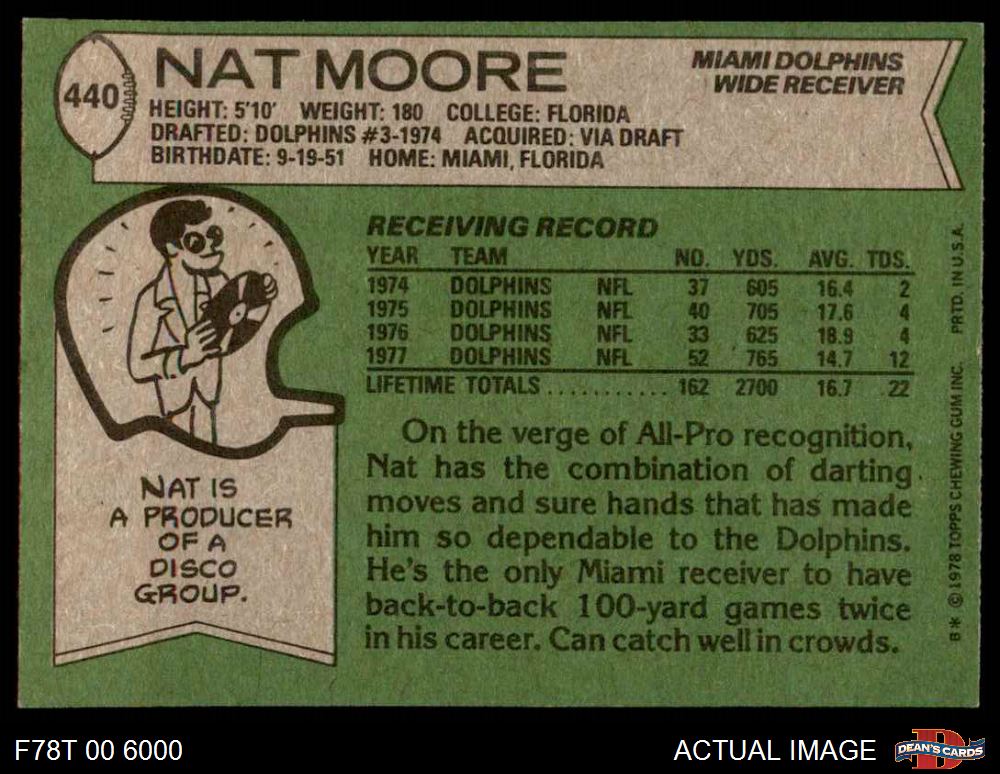 440
NAT MOORE
MIAMI DOLPHINS
WIDE RECEIVER
HEIGHT: 5'10' WEIGHT: 180 COLLEGE: FLORIDA
DRAFTED: DOLPHINS #3-1974 ACQUIRED: VIA DRAFT
BIRTHDATE: 9-19-51 HOME: MIAMI, FLORIDA
RECEIVING RECORD
YEAR TEAM NO. YDS. AVG. TDS.
1974 DOLPHINS NFL 37 605 16.4 2
1975 DOLPHINS NFL 40 705 17.6 4
1976 DOLPHINS NFL 33 625 18.9 4
1977 DOLPHINS NFL 52 765 14.7 12
LIFETIME TOTALS ........... 162 2700 16.7 22
On the verge of All-Pro recognition,
Nat has the combination of darting
moves and sure hands that has made
him so dependable to the Dolphins.
He's the only Miami receiver to have
back-to-back 100-yard games twice
in his career. Can catch well in crowds.
NAT IS
A PRODUCER
OF A
DISCO
GROUP.
B* © 1978 TOPPS CHEWING GUM INC. PRTD. IN U.S.A.
F78T 00 6000
ACTUAL IMAGE
D
DEAN'S CARDS